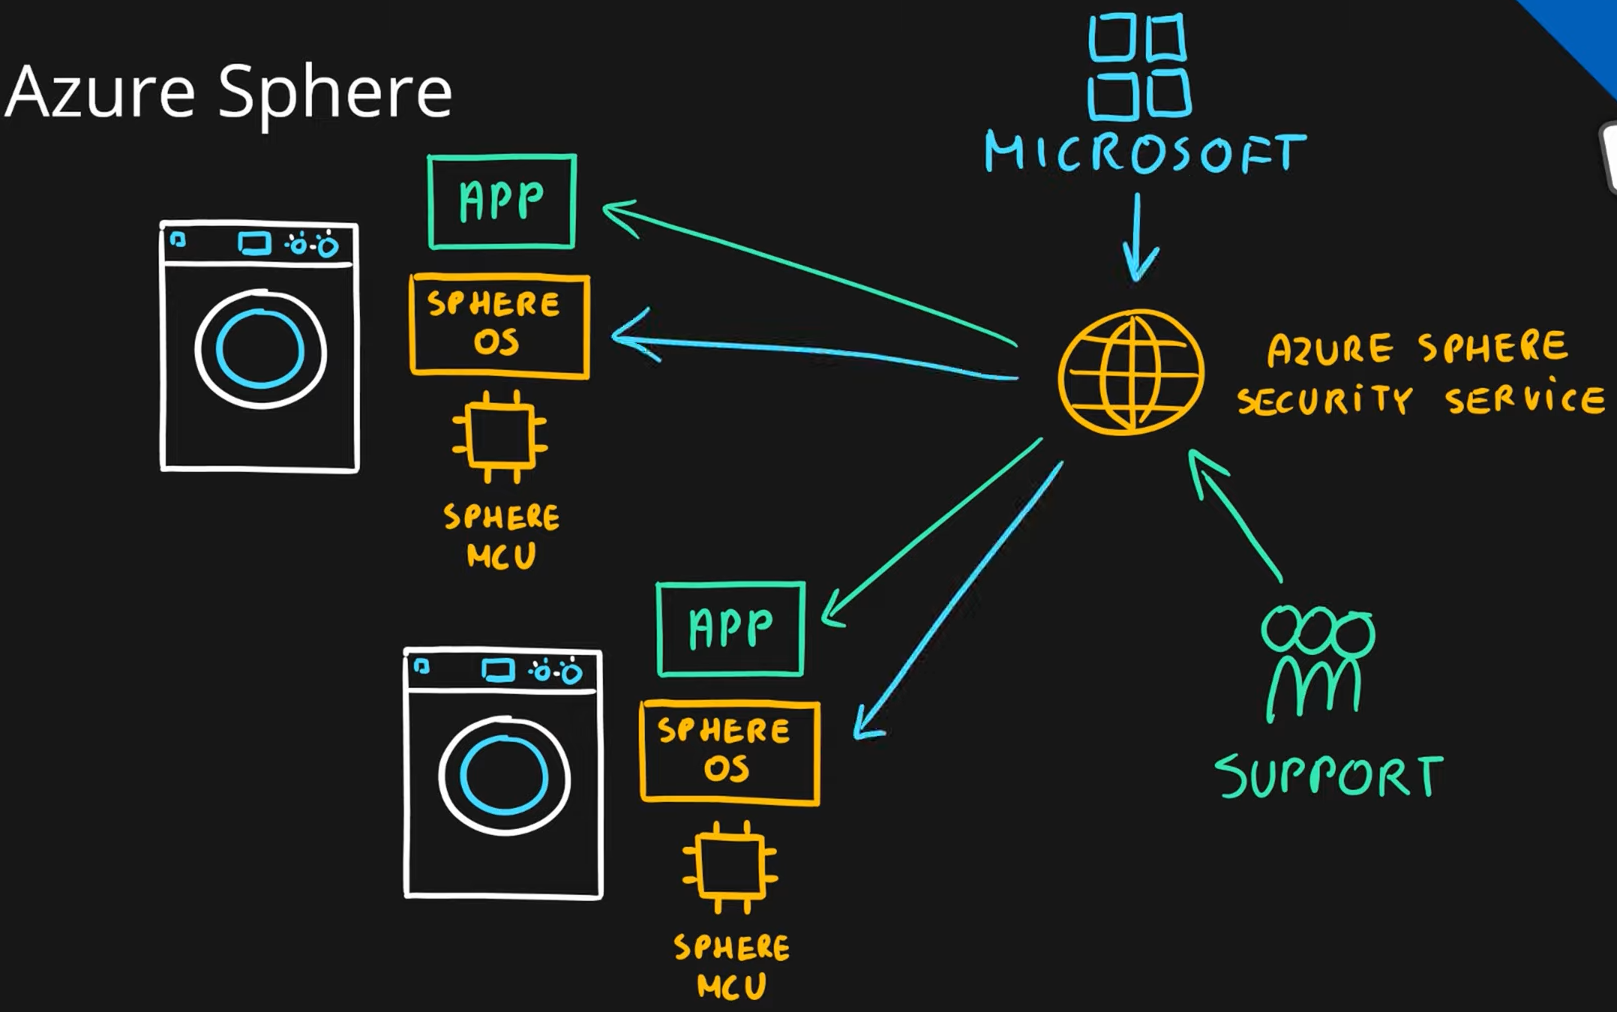 Azure Sphere
MICROSOFT
APP
SPHERE
OS
SPHERE
MCU
AZURE SPHERE
SECURITY SERVICE
APP
SPHERE
OS
SPHERE
MCU
SUPPORT